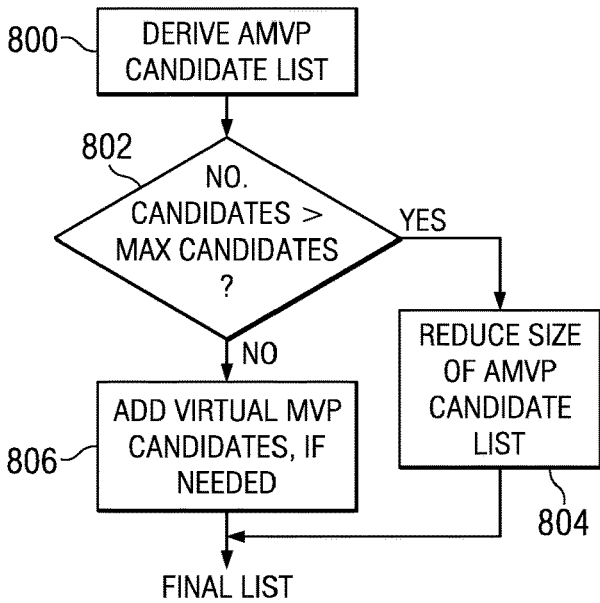 800
DERIVE AMVP
CANDIDATE LIST
802
NO.
CANDIDATES >
MAX CANDIDATES
?
YES
NO
REDUCE SIZE
OF AMVP
CANDIDATE
LIST
804
806
ADD VIRTUAL MVP
CANDIDATES, IF
NEEDED
FINAL LIST